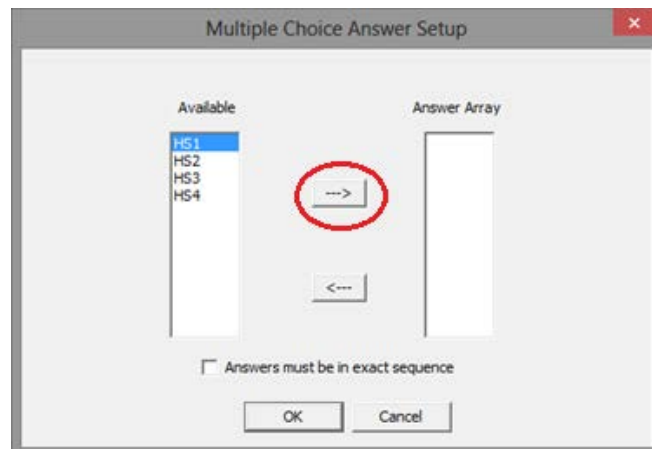 Multiple Choice Answer Setup
x
Available
Answer Array
HS1
HS2
HS3
HS4
--->
<---
Answers must be in exact sequence
OK
Cancel